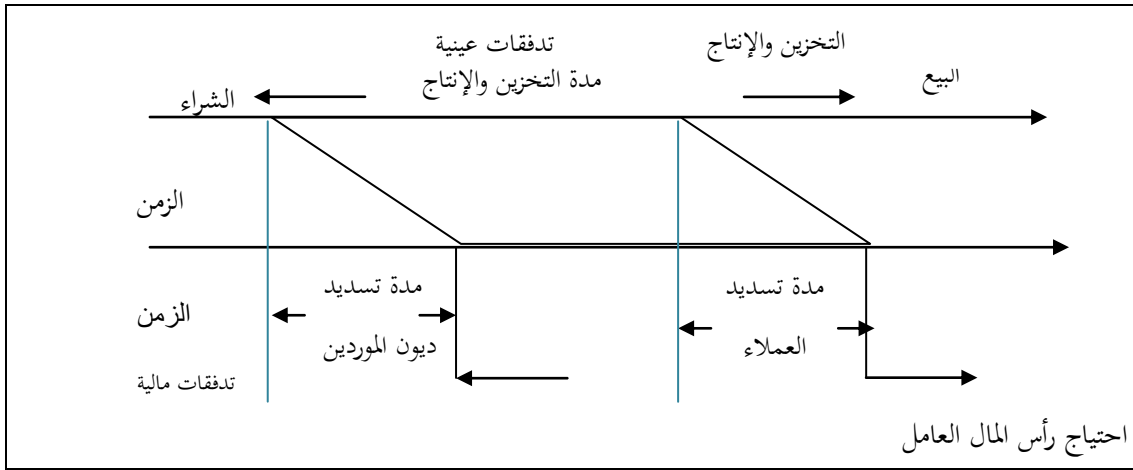 التخزين والإنتاج
تدفقات عينية
مدة التخزين والإنتاج
البيع
الشراء
الزمن
مدة تسديد
العملاء
مدة تسديد
ديون الموردين
الزمن
تدفقات مالية
احتياج رأس المال العامل